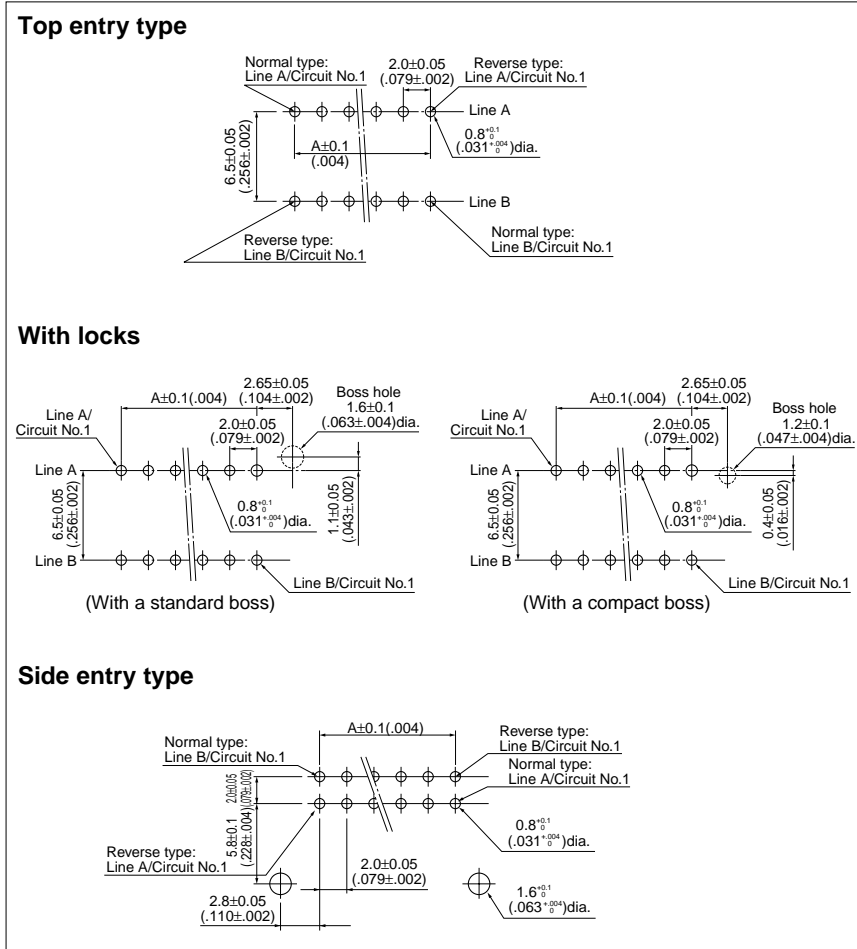 Top entry type
Normal type:
Line A/Circuit No.1
2.0±0.05
(.079±.002)
Reverse type:
Line A/Circuit No.1
Line A
6.5±0.05
(.256±.002)
A±0.1
(.004)
0.8+0.1 0
(.031+.004 0)dia.
Line B
Reverse type:
Line B/Circuit No.1
Normal type:
Line B/Circuit No.1
With locks
Line A/
Circuit No.1
A±0.1(.004)
2.65±0.05
(.104±.002)
2.0±0.05
(.079±.002)
Boss hole
1.6±0.1
(.063±.004)dia.
Line A
6.5±0.05
(.256±.002)
0.8+0.1 0
(.031+.004 0)dia.
1.1±0.05
(.043±.002)
Line B
Line B/Circuit No.1
(With a standard boss)
Line A/
Circuit No.1
A±0.1(.004)
2.65±0.05
(.104±.002)
2.0±0.05
(.079±.002)
Boss hole
1.2±0.1
(.047±.004)dia.
Line A
6.5±0.05
(.256±.002)
0.8+0.1 0
(.031+.004 0)dia.
0.4±0.05
(.016±.002)
Line B
Line B/Circuit No.1
(With a compact boss)
Side entry type
A±0.1(.004)
Normal type:
Line B/Circuit No.1
Reverse type:
Line B/Circuit No.1
Normal type:
Line A/Circuit No.1
2.0±0.05
(.079±.002)
5.8±0.1
(.228±.004)
0.8+0.1 0
(.031+.004 0)dia.
Reverse type:
Line A/Circuit No.1
2.0±0.05
(.079±.002)
2.8±0.05
(.110±.002)
1.6+0.1 0
(.063+.004 0)dia.